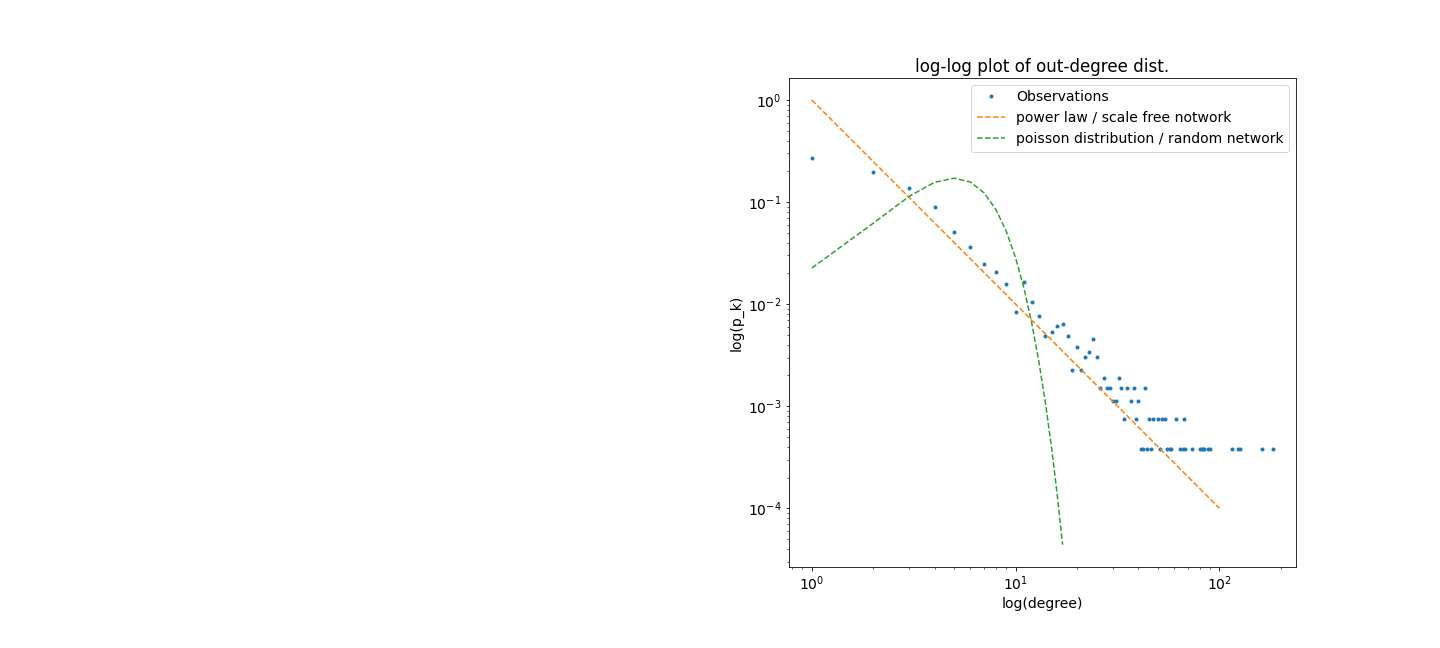 log-log plot of out-degree dist.
Observations
power law / scale free notwork
poisson distribution / random network
10^0
10^-1
10^-2
10^-3
10^-4
log(p_k)
10^0 10^1 10^2
log(degree)